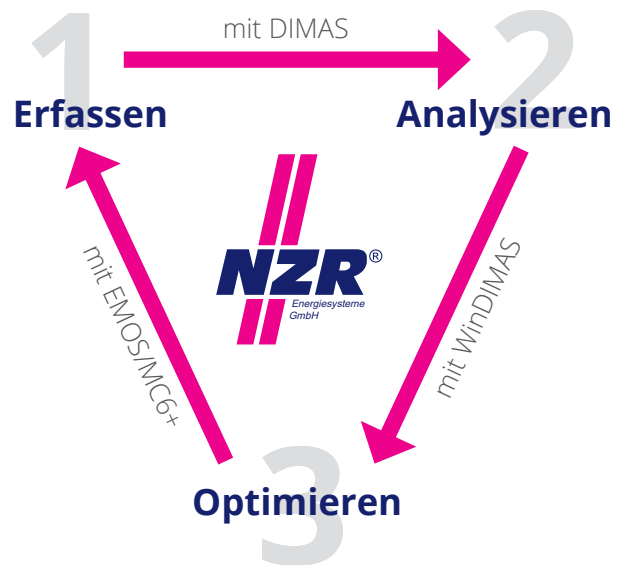 1
mit DIMAS
2
Erfassen
Analysieren
NZR®
Energiesysteme
GmbH
mit EMOS/MC6+
mit WinDIMAS
3
Optimieren